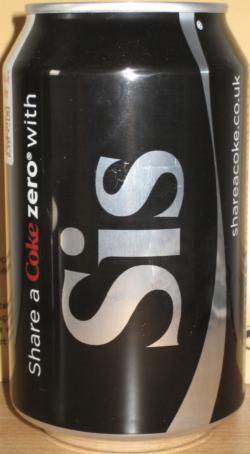 Share a Coke zero® with
Sis
shareacoke.co.uk